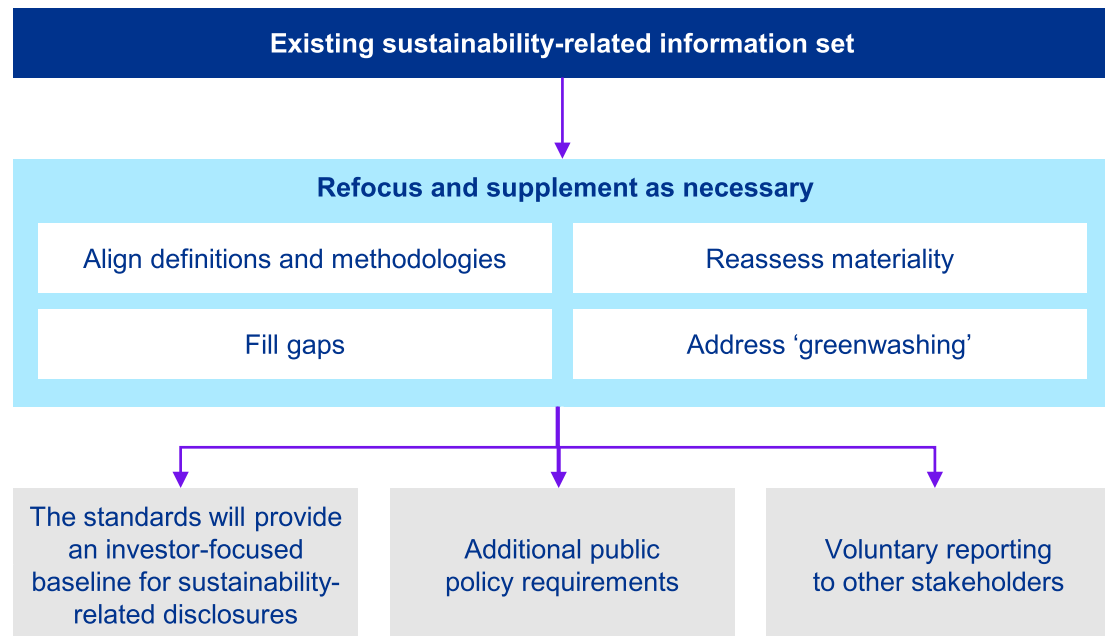 Existing sustainability-related information set
Refocus and supplement as necessary
Align definitions and methodologies
Reassess materiality
Fill gaps
Address ‘greenwashing’
The standards will provide
an investor-focused
baseline for sustainability-
related disclosures
Additional public
policy requirements
Voluntary reporting
to other stakeholders